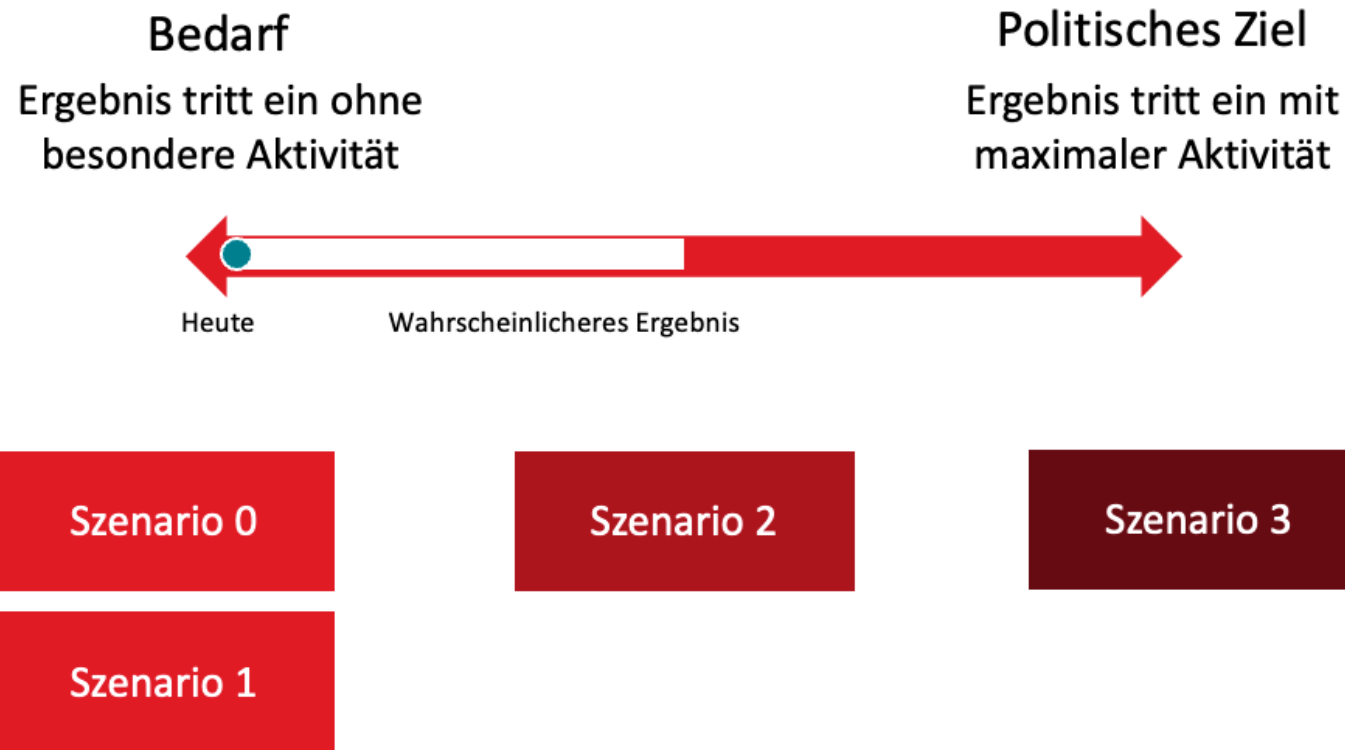 Bedarf
Ergebnis tritt ein ohne
besondere Aktivität
Politisches Ziel
Ergebnis tritt ein mit
maximaler Aktivität
Heute
Wahrscheinlicheres Ergebnis
Szenario 0
Szenario 2
Szenario 3
Szenario 1